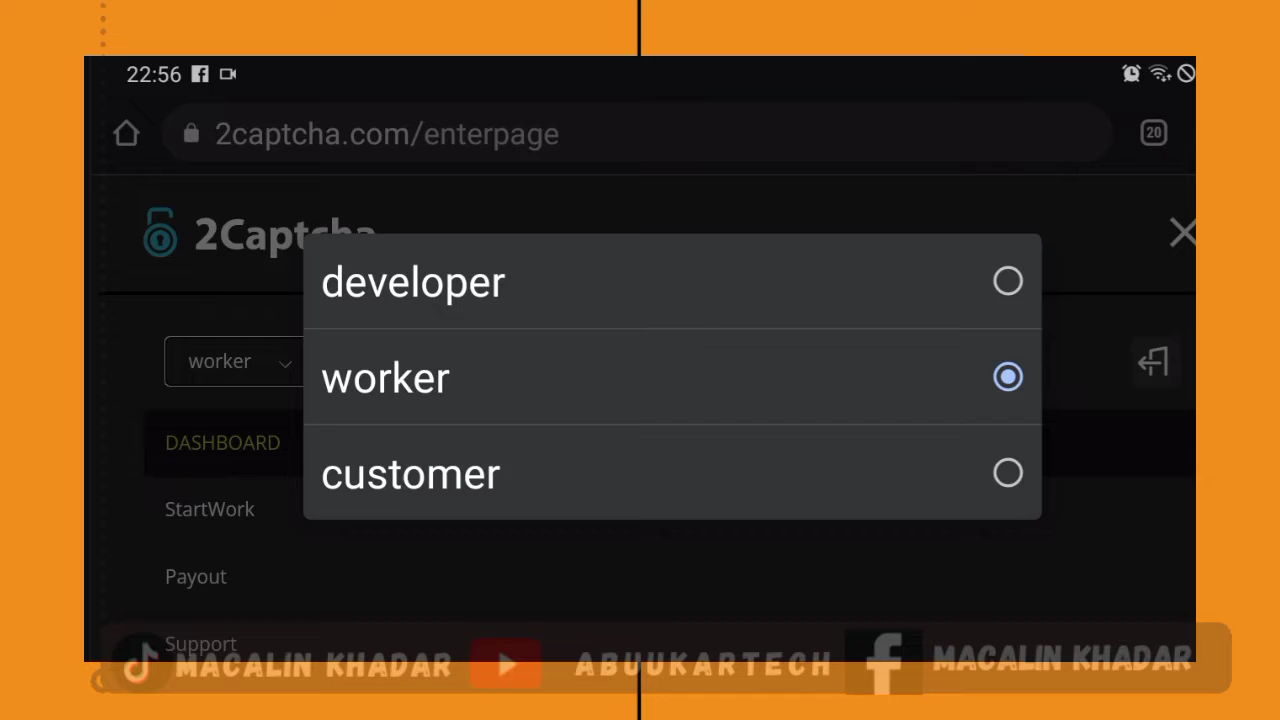 22:56
2captcha.com/enterpage
20
2Captcha
developer
worker
worker
customer
DASHBOARD
StartWork
Payout
Support
MACALIN KHADAR ABUUKARTECH MACALIN KHADAR